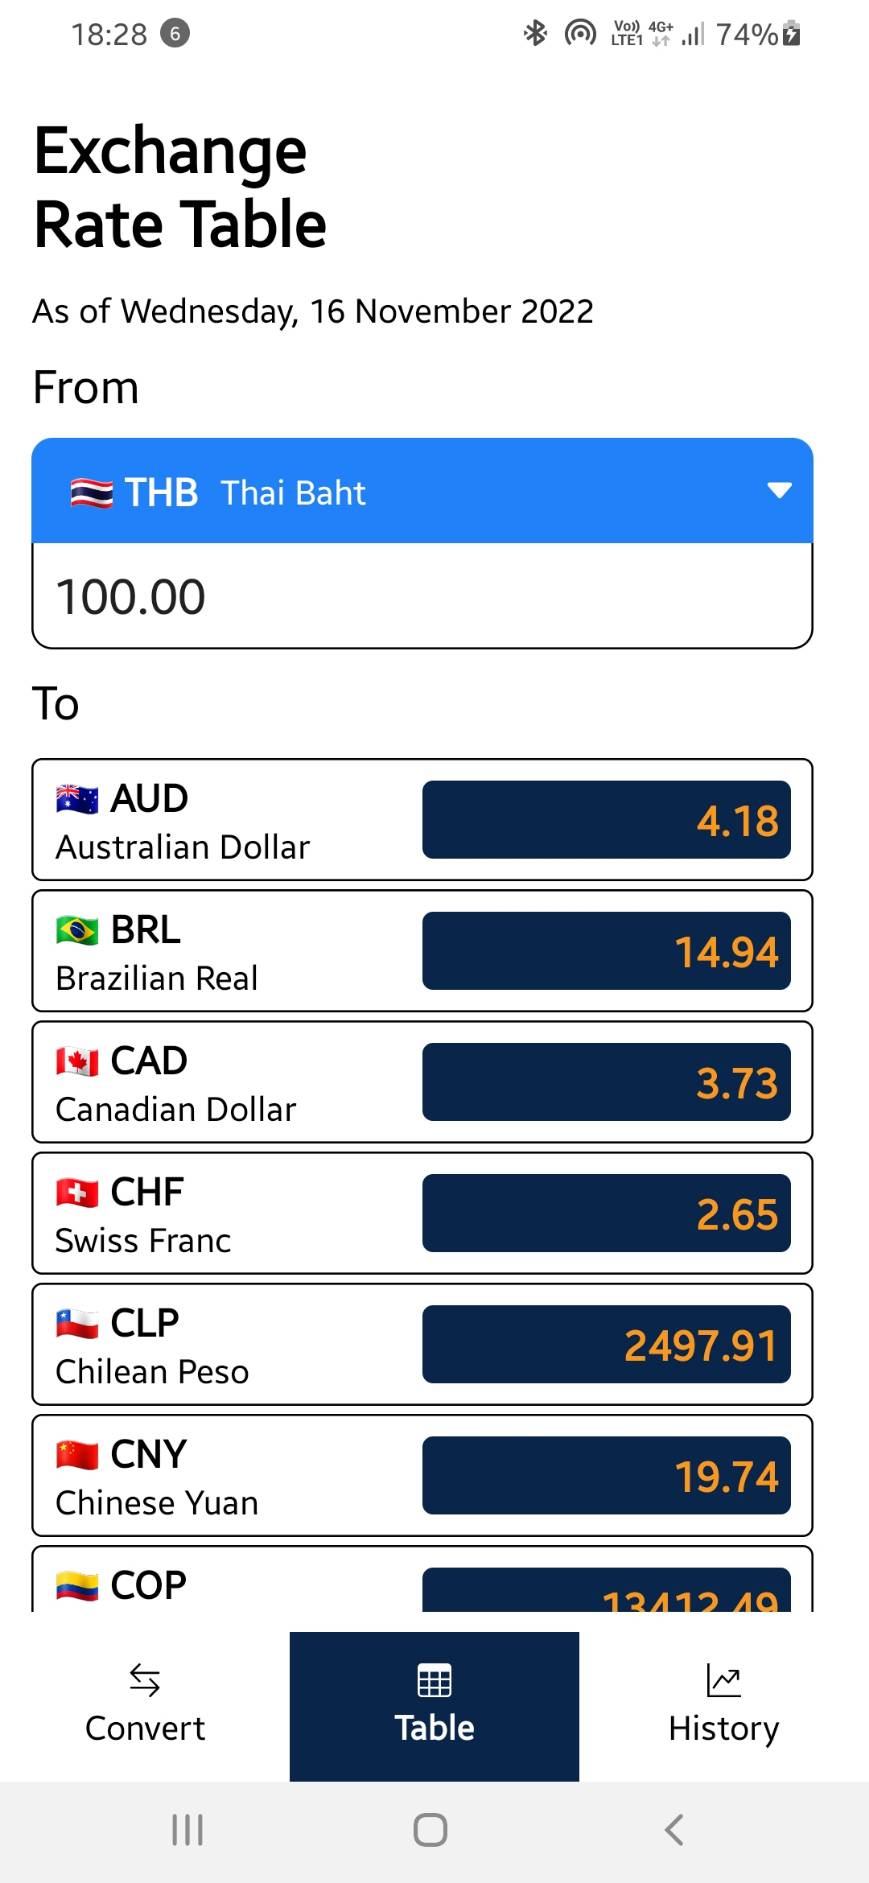 18:28 6 Vo)) LTE1 4G+ 74%
Exchange
Rate Table
As of Wednesday, 16 November 2022
From
THB Thai Baht
100.00
To
AUD 4.18
Australian Dollar
BRL 14.94
Brazilian Real
CAD 3.73
Canadian Dollar
CHF 2.65
Swiss Franc
CLP 2497.91
Chilean Peso
CNY 19.74
Chinese Yuan
COP 13412.49
Convert Table History